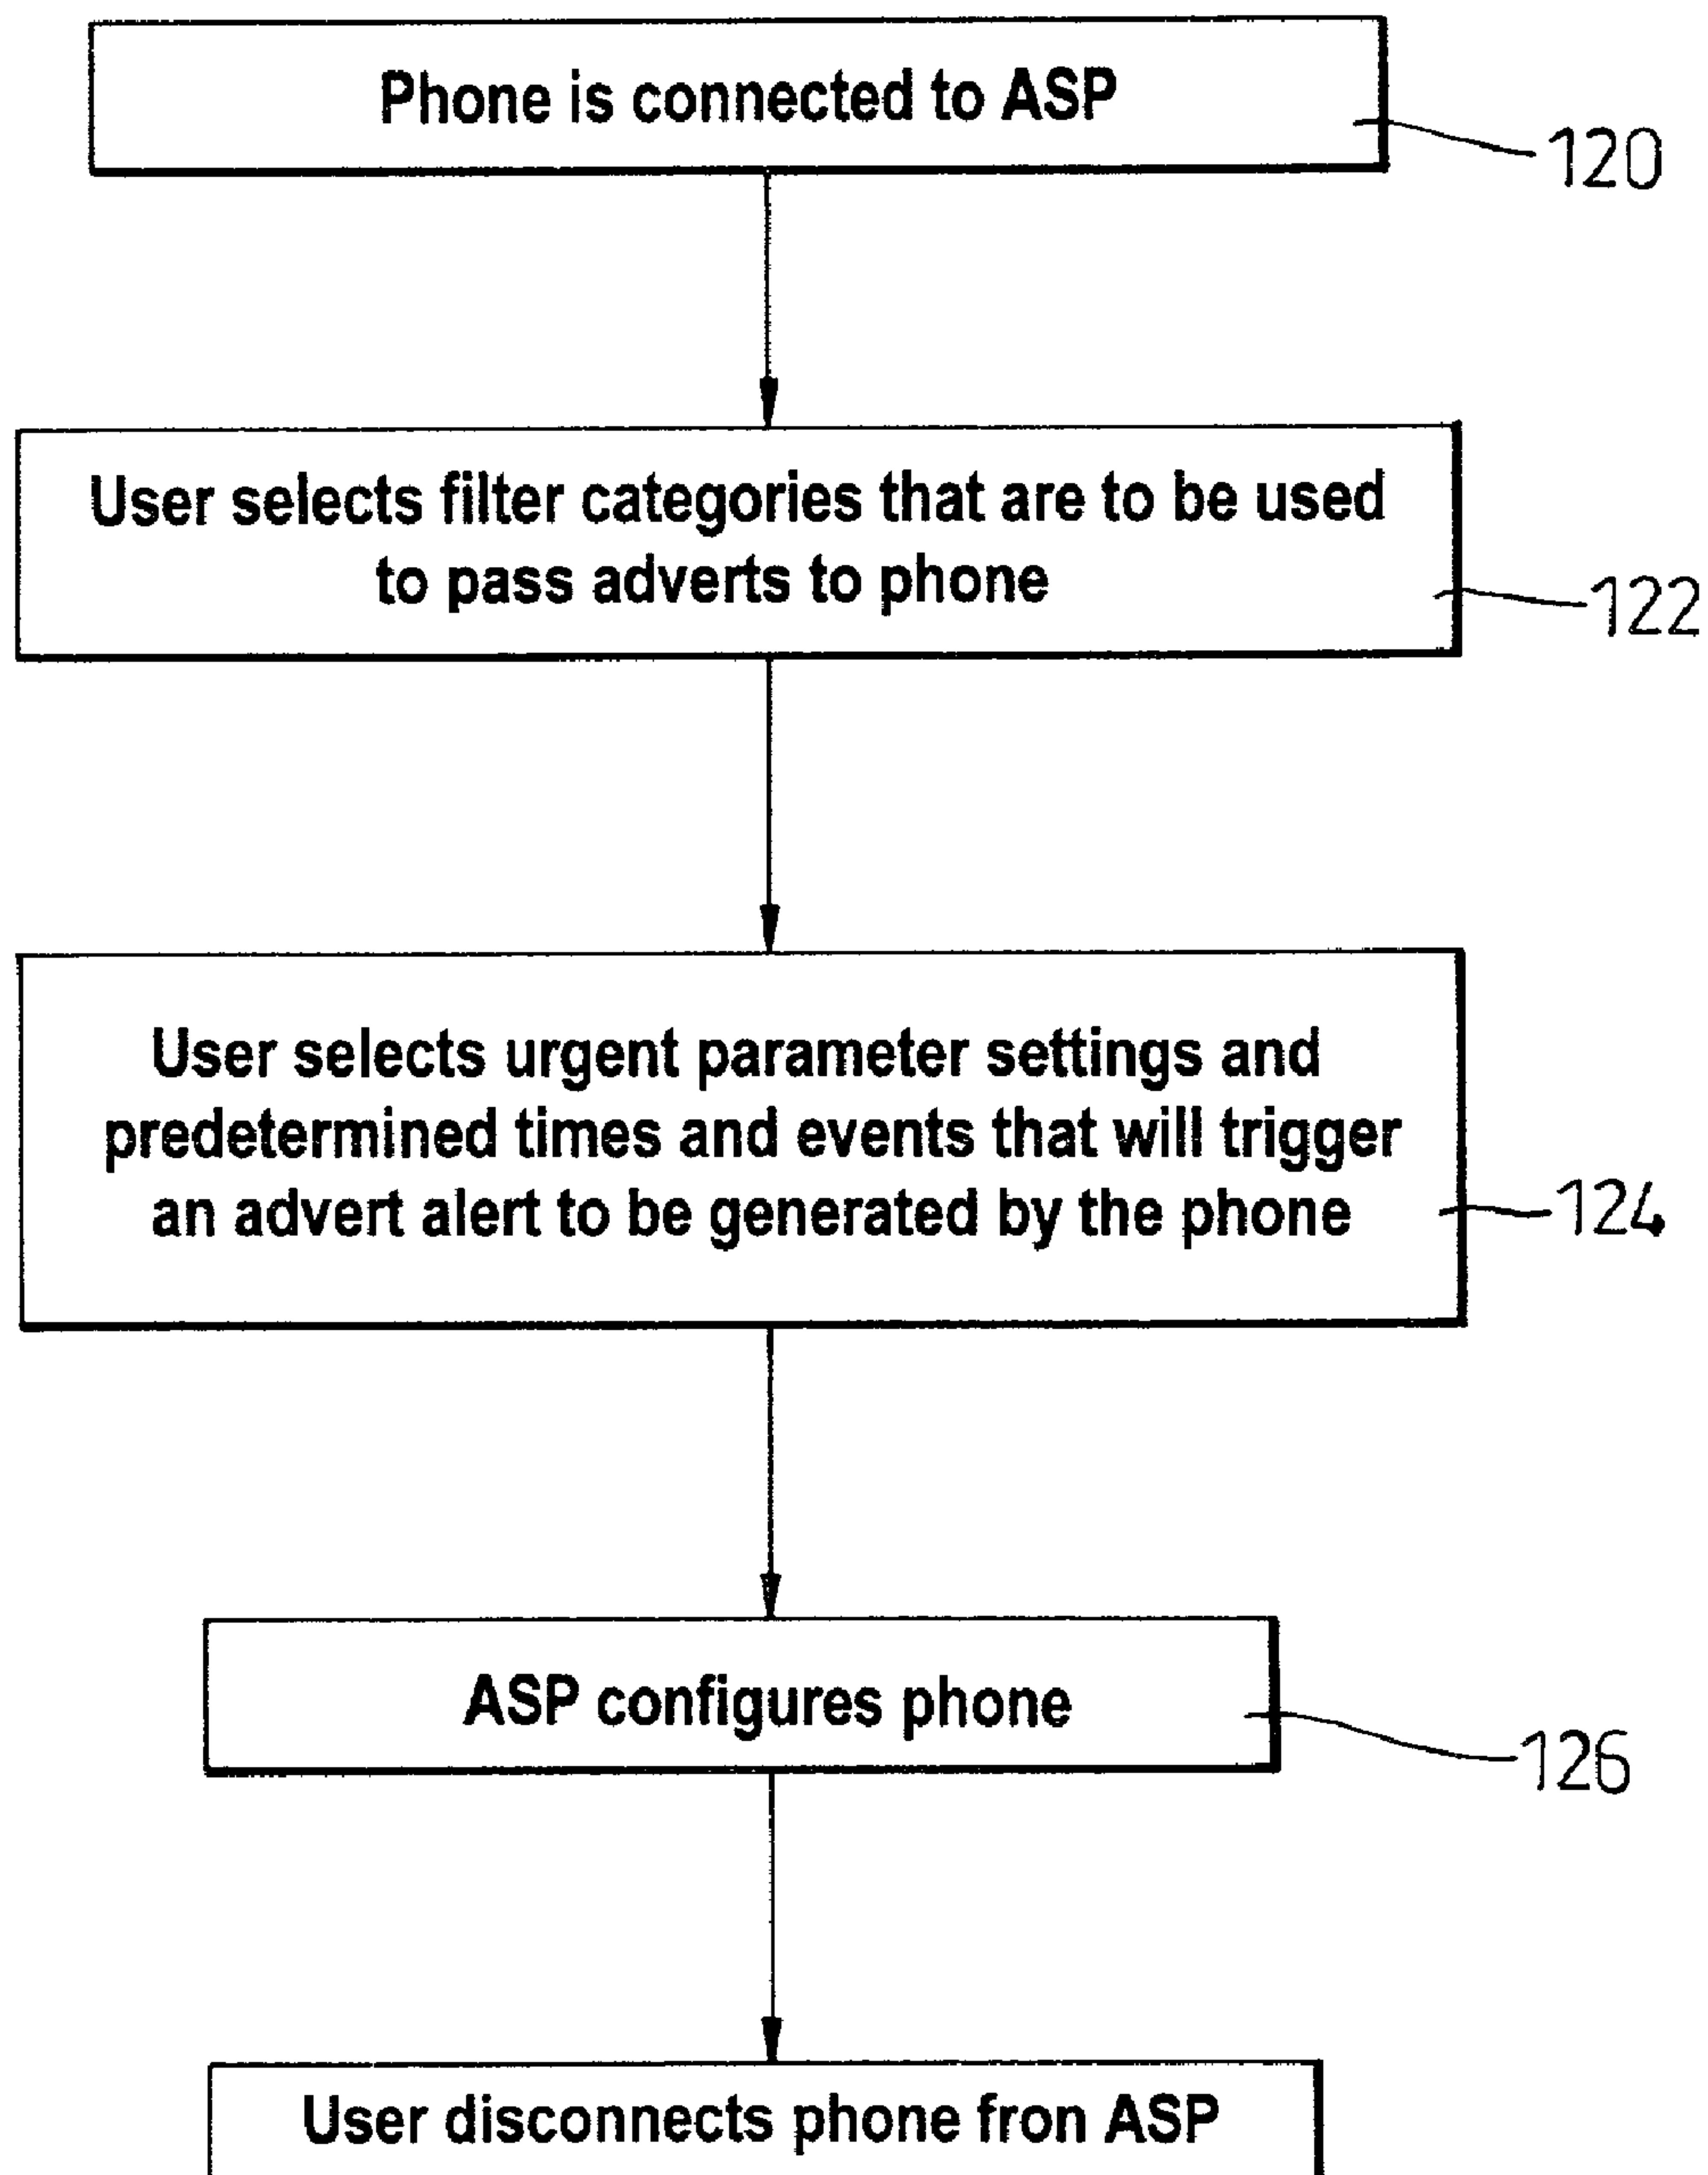 Phone is connected to ASP
120
User selects filter categories that are to be used
to pass adverts to phone
122
User selects urgent parameter settings and
predetermined times and events that will trigger
an advert alert to be generated by the phone
124
ASP configures phone
126
User disconnects phone fron ASP